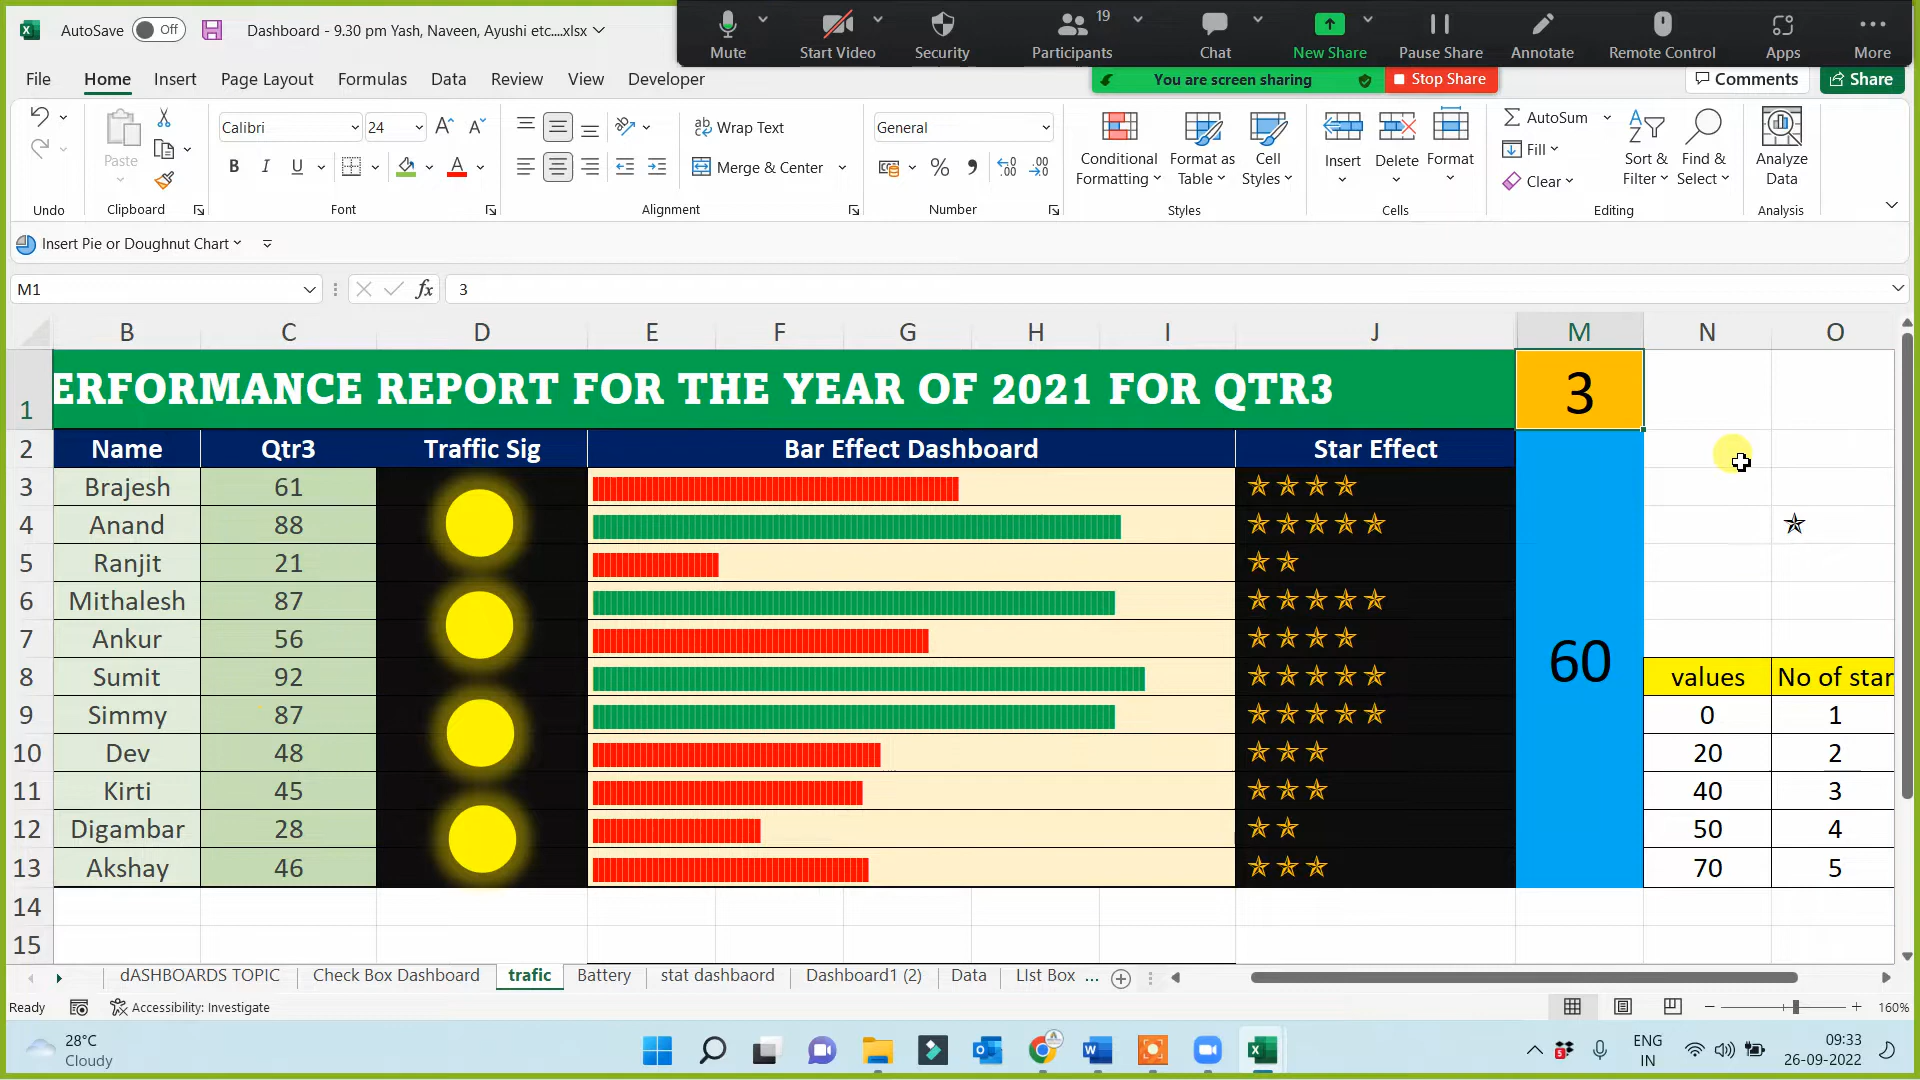 AutoSave Off Dashboard - 9.30 pm Yash, Naveen, Ayushi etc....xlsx
Mute Start Video Security Participants 19 Chat New Share Pause Share Annotate Remote Control Apps More
You are screen sharing Stop Share
File Home Insert Page Layout Formulas Data Review View Developer Comments Share
Paste Calibri 24 Wrap Text General Conditional Formatting Format as Table Cell Styles Insert Delete Format AutoSum Sort & Filter Find & Select Analyze Data
B I U Merge & Center Fill
Clear
Undo Clipboard Font Alignment Number Styles Cells Editing Analysis
Insert Pie or Doughnut Chart
M1 fx 3
B C D E F G H I J M N O
1 ERFORMANCE REPORT FOR THE YEAR OF 2021 FOR QTR3 3
2 Name Qtr3 Traffic Sig Bar Effect Dashboard Star Effect
3 Brajesh 61
4 Anand 88
5 Ranjit 21
6 Mithalesh 87
7 Ankur 56 60
8 Sumit 92 values No of star
9 Simmy 87 0 1
10 Dev 48 20 2
11 Kirti 45 40 3
12 Digambar 28 50 4
13 Akshay 46 70 5
14
15
dASHBOARDS TOPIC Check Box Dashboard trafic Battery stat dashbaord Dashboard1 (2) Data LIst Box ...
Ready Accessibility: Investigate 160%
28°C
Cloudy
ENG
IN
09:33
26-09-2022